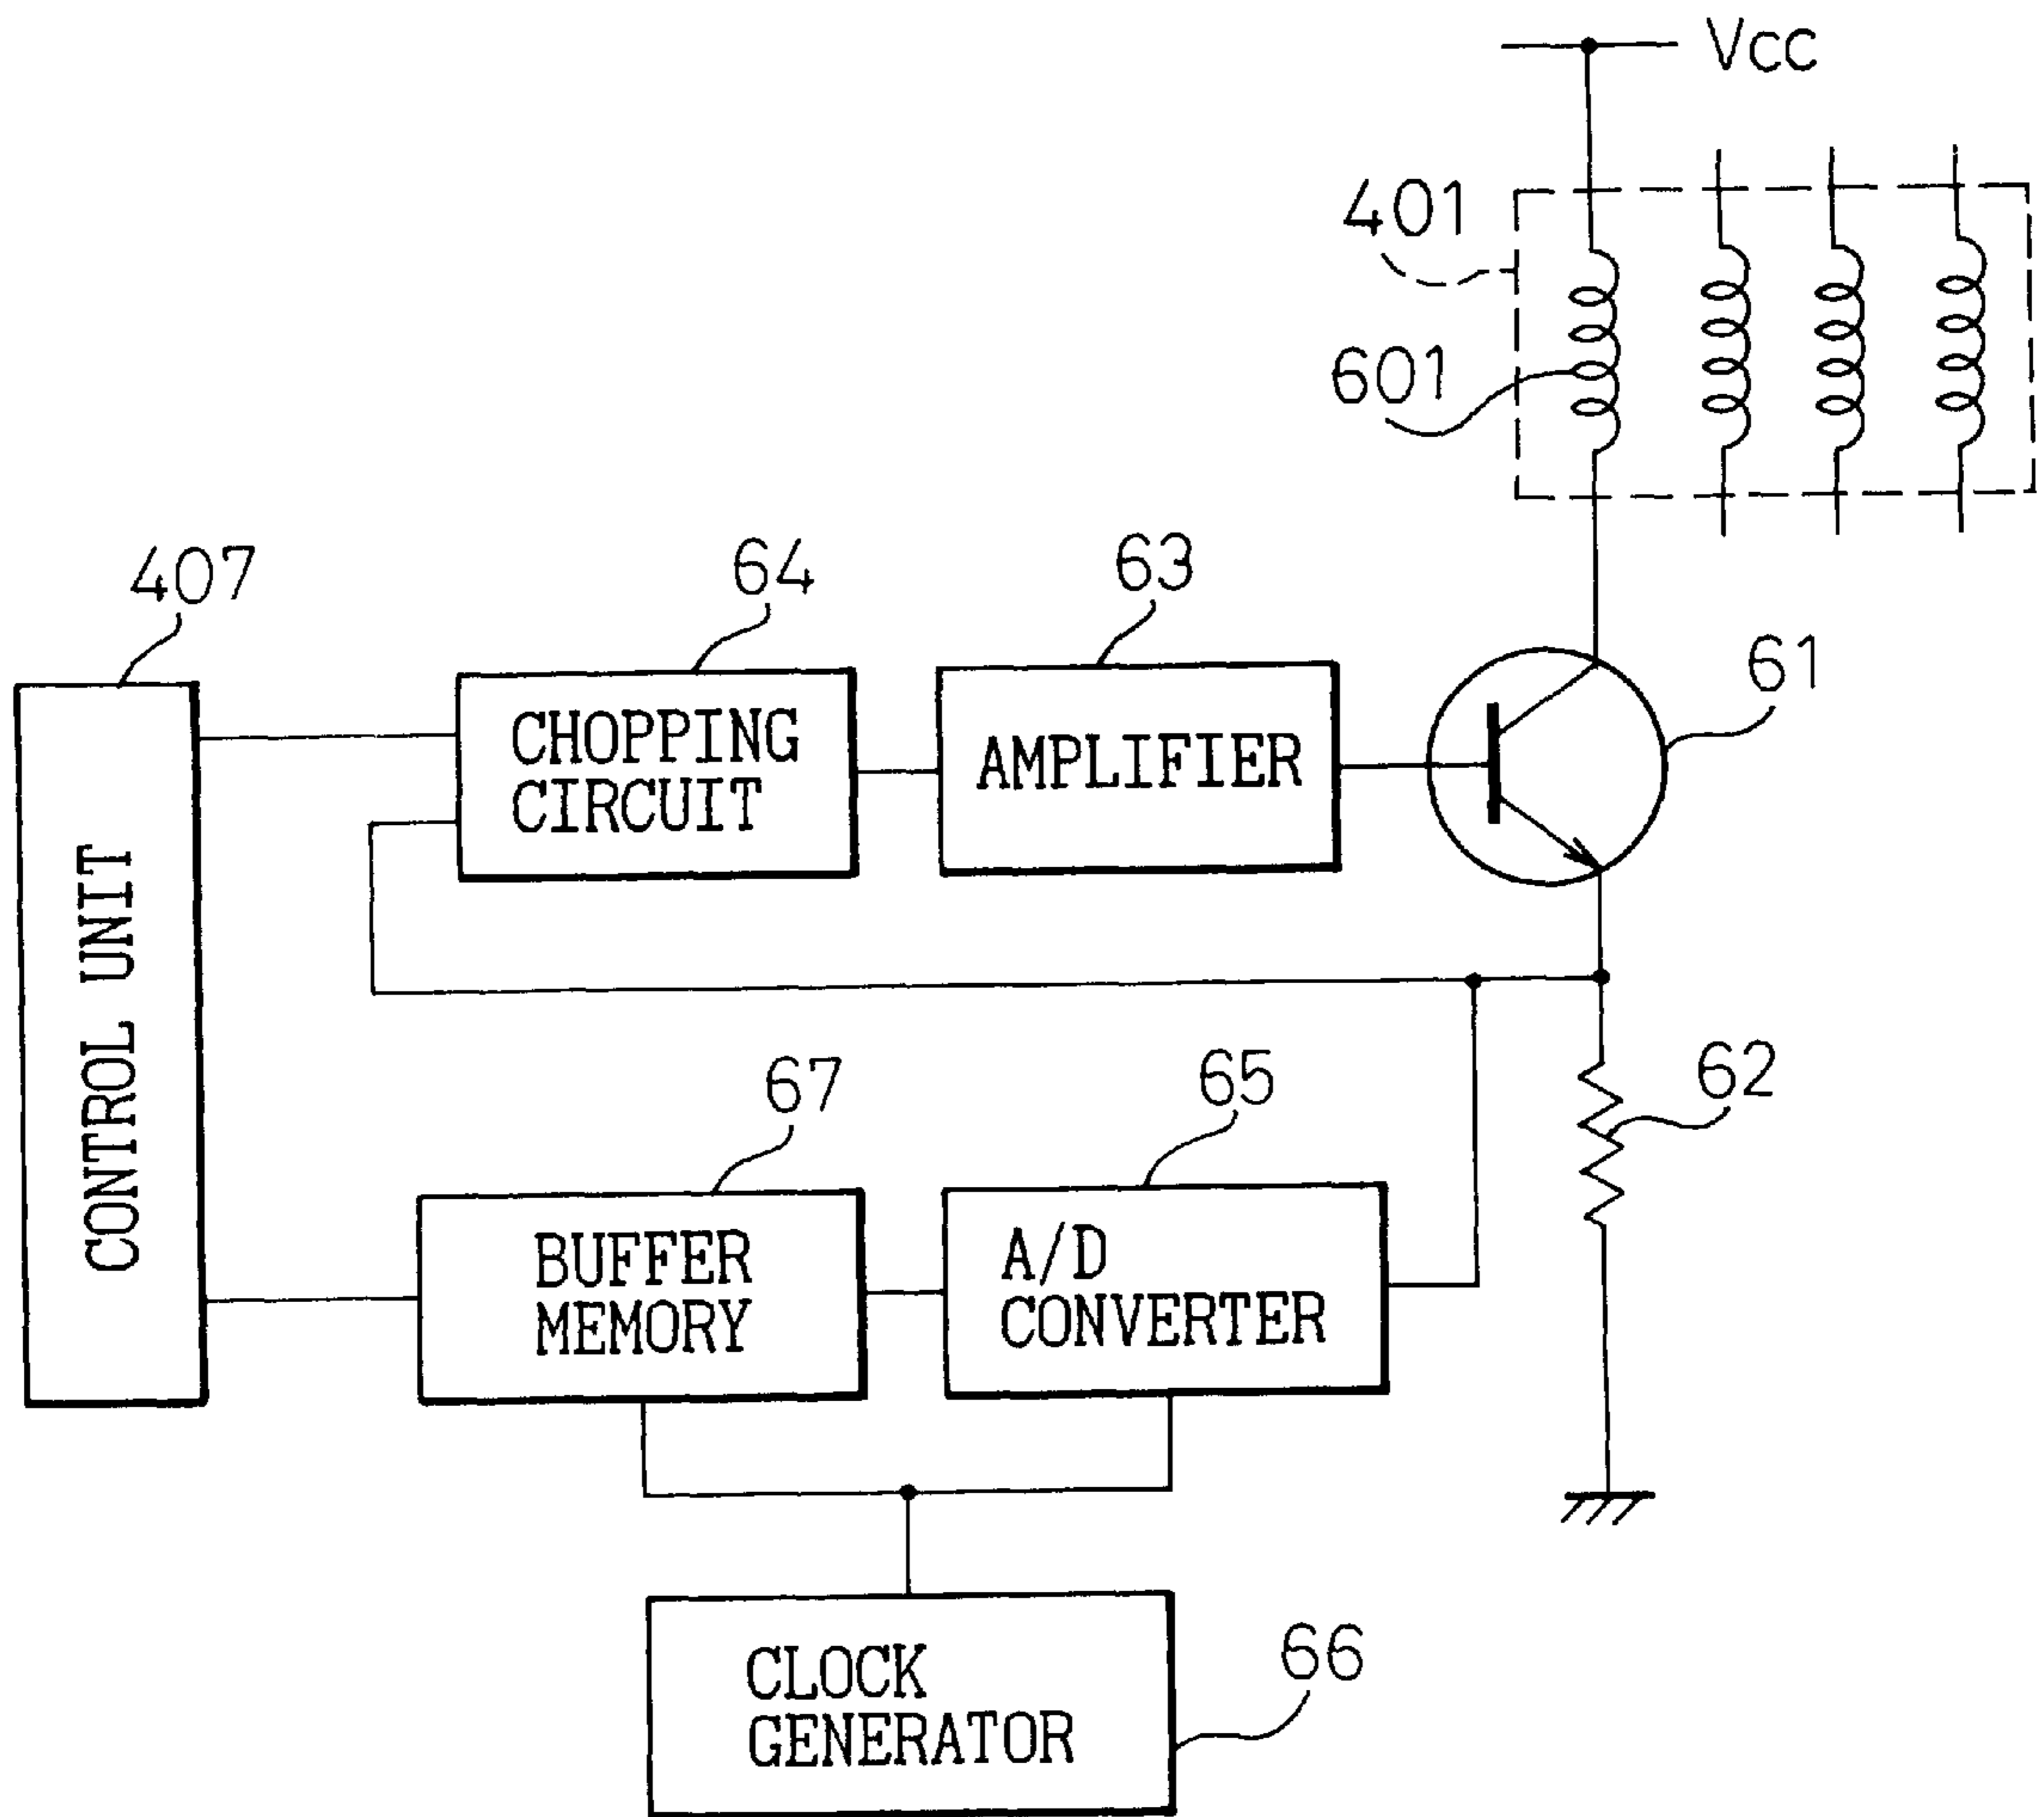 Vcc
401
601
407
64
63
61
CHOPPING
CIRCUIT
AMPLIFIER
CONTROL UNIT
67
65
62
BUFFER
MEMORY
A/D
CONVERTER
CLOCK
GENERATOR
66